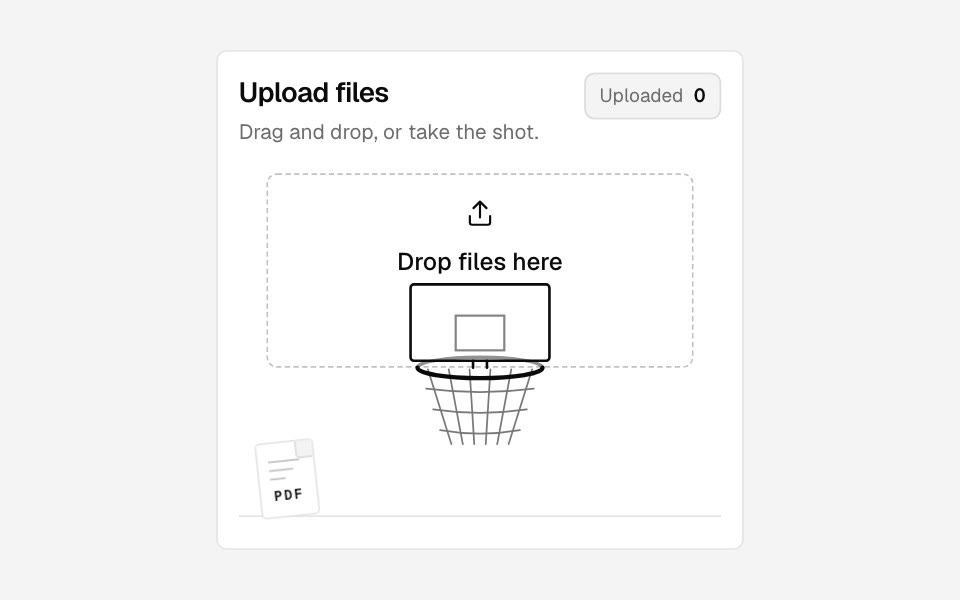 Upload files
Uploaded 0
Drag and drop, or take the shot.
Drop files here
PDF